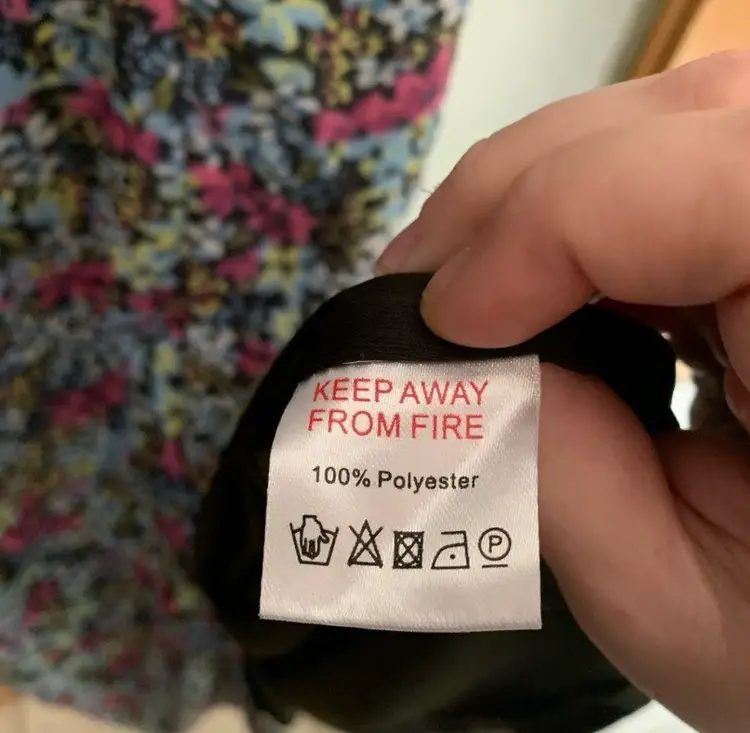 KEEP AWAY
FROM FIRE
100% Polyester
P